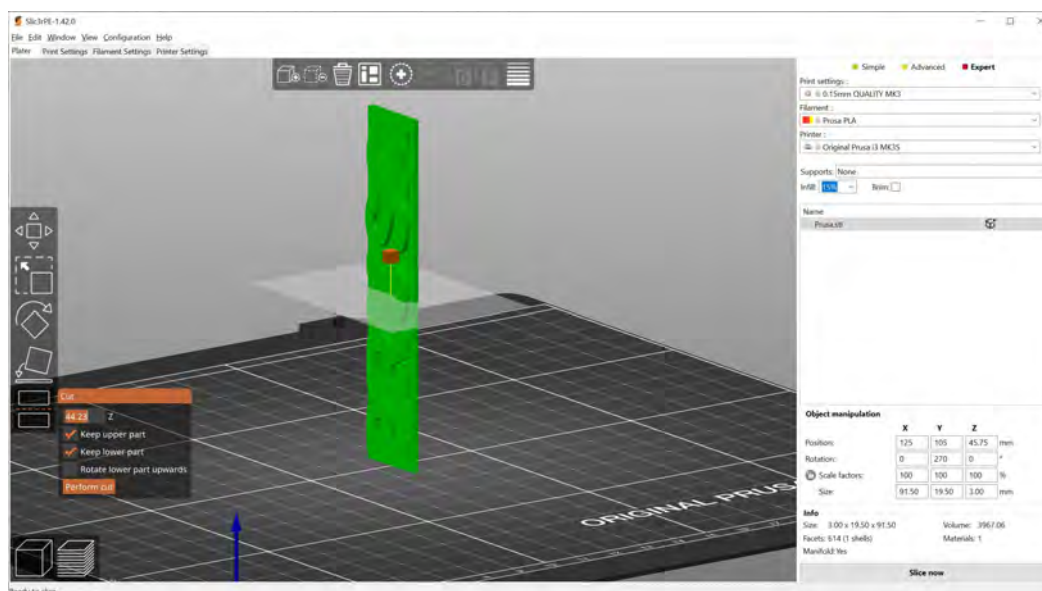 Slic3rPE-1.42.0
File Edit Window View Configuration Help
Plater Print Settings Filament Settings Printer Settings
Simple Advanced Expert
Print settings :
0.15mm QUALITY MK3
Filament :
Prusa PLA
Printer :
Original Prusa i3 MK3S
Supports: None
Infill: 15% Brim:
Name
Prusa.stl
Cut
44.23 Z
Keep upper part
Keep lower part
Rotate lower part upwards
Perform cut
ORIGINAL PRUSA
Object manipulation
X Y Z
Position: 125 105 45.75 mm
Rotation: 0 270 0 °
Scale factors: 100 100 100 %
Size: 91.50 19.50 3.00 mm
Info
Size: 3.00 x 19.50 x 91.50 Volume: 3967.06
Facets: 614 (1 shells) Materials: 1
Manifold: Yes
Slice now